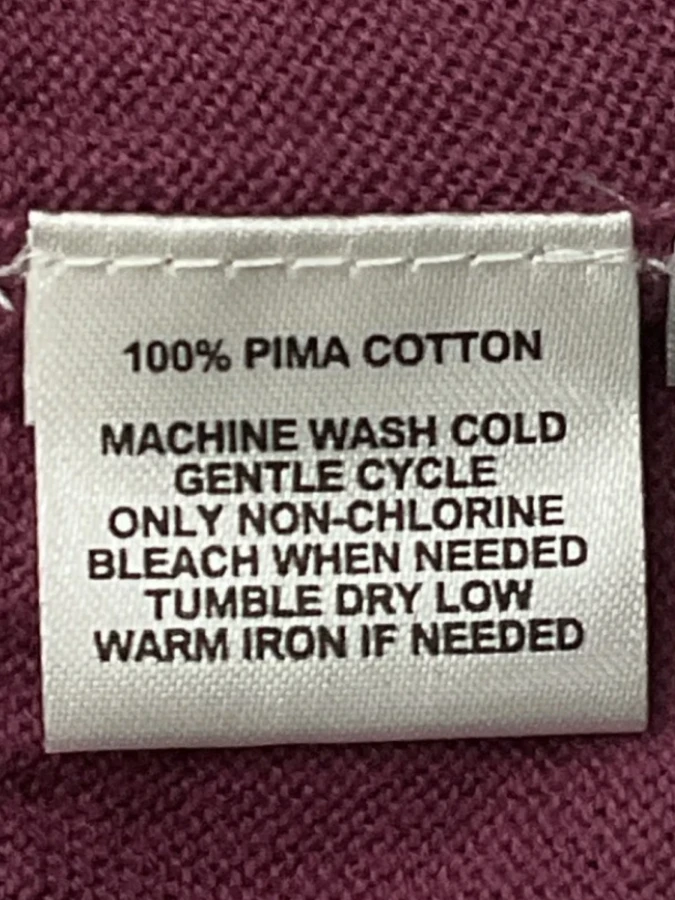 100% PIMA COTTON
MACHINE WASH COLD
GENTLE CYCLE
ONLY NON-CHLORINE
BLEACH WHEN NEEDED
TUMBLE DRY LOW
WARM IRON IF NEEDED